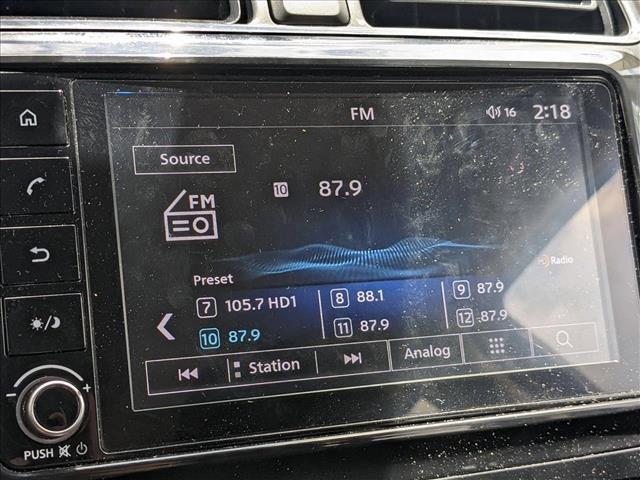 FM 16 2:18
Source
10 87.9
FM
Preset
7 105.7 HD1 8 88.1 9 87.9
10 87.9 11 87.9 12 87.9
Station Analog
HD Radio
- +
PUSH